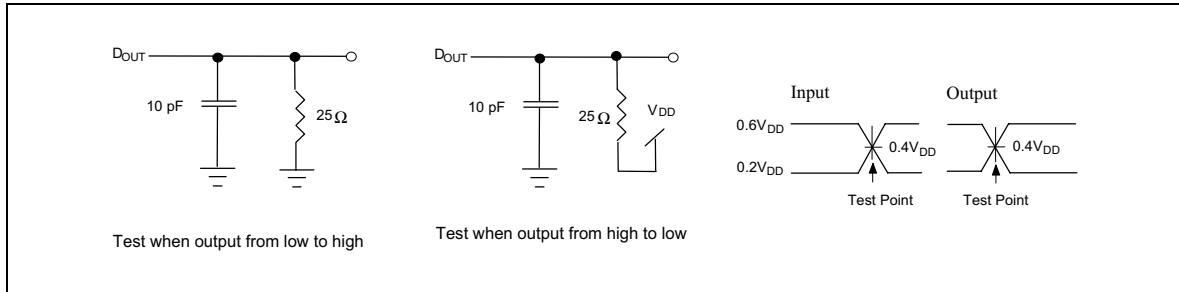 DOUT
10 pF
25Ω
Test when output from low to high
DOUT
10 pF
25Ω
VDD
Test when output from high to low
Input
Output
0.6VDD
0.2VDD
0.4VDD
0.4VDD
Test Point
Test Point